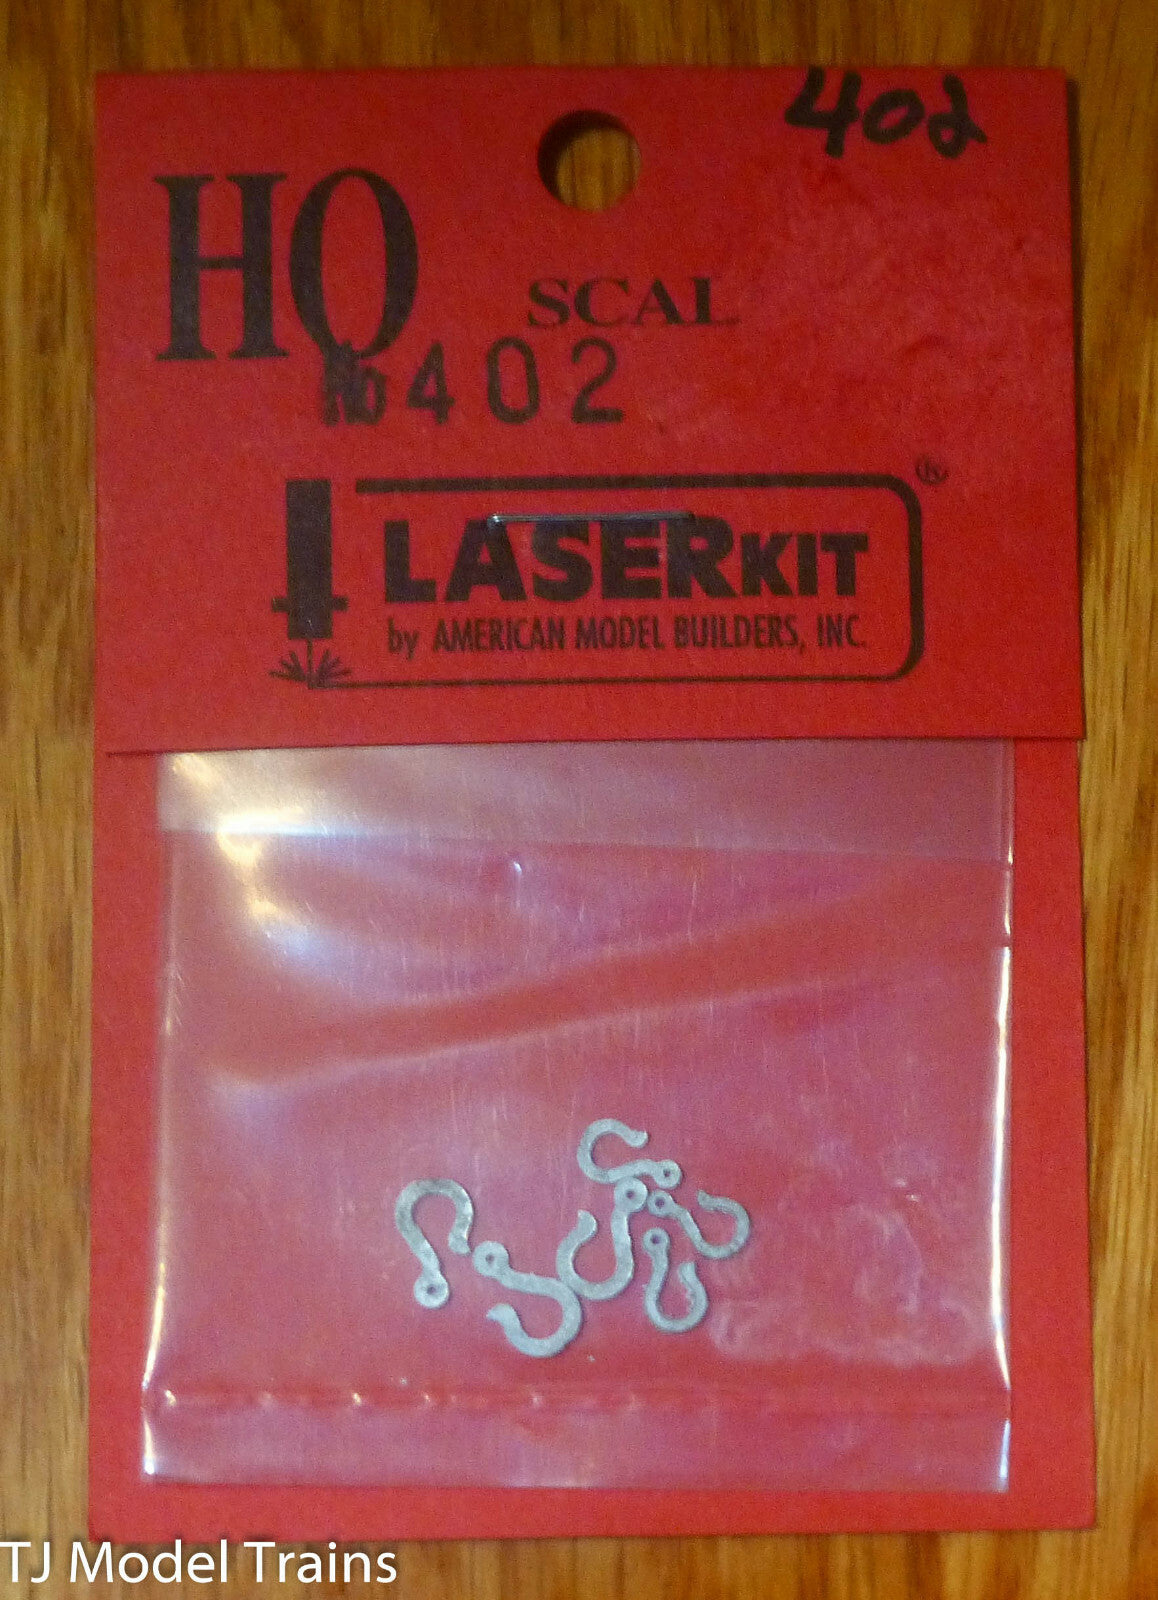 402
HO SCAL
No 402
LASERKIT ®
by AMERICAN MODEL BUILDERS, INC.
TJ Model Trains